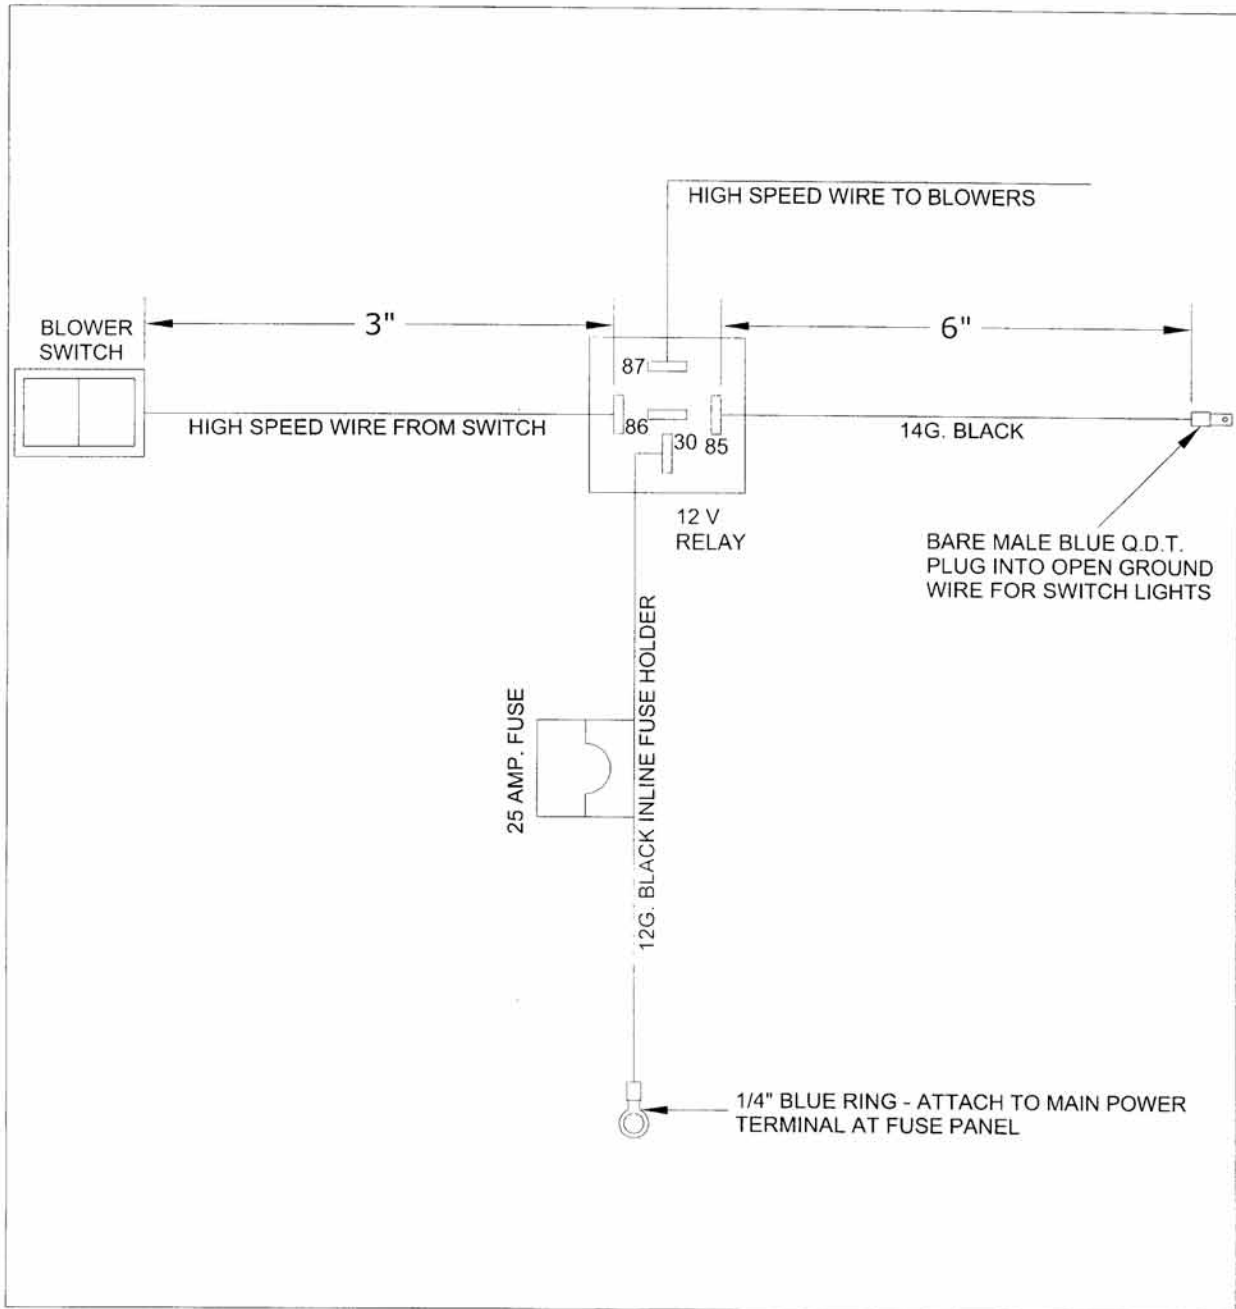 HIGH SPEED WIRE TO BLOWERS
3"
6"
BLOWER
SWITCH
87
HIGH SPEED WIRE FROM SWITCH
86
30
85
14G. BLACK
12 V
RELAY
BARE MALE BLUE Q.D.T.
PLUG INTO OPEN GROUND
WIRE FOR SWITCH LIGHTS
25 AMP. FUSE
12G. BLACK INLINE FUSE HOLDER
1/4" BLUE RING - ATTACH TO MAIN POWER
TERMINAL AT FUSE PANEL